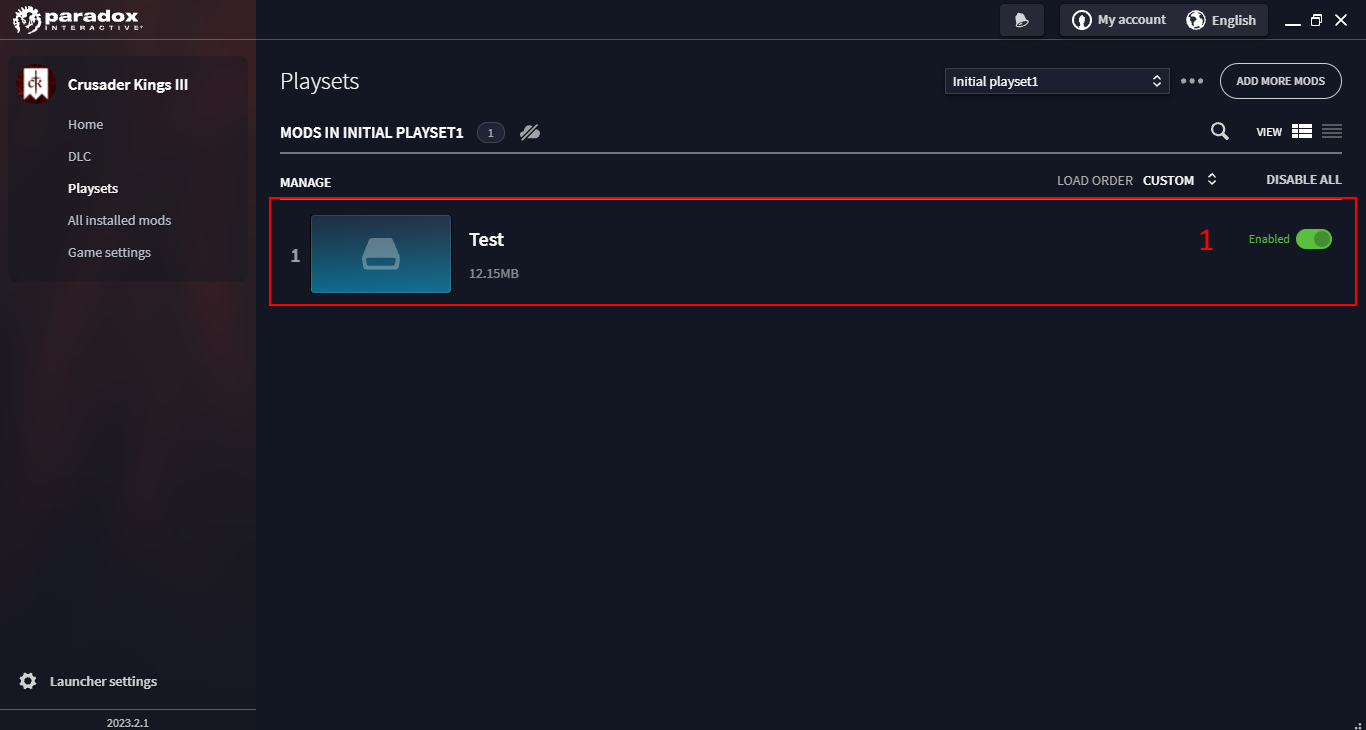 paradox
INTERACTIVE
My account
English
Crusader Kings III
Home
DLC
Playsets
All installed mods
Game settings
Launcher settings
2023.2.1
Playsets
Initial playset1
ADD MORE MODS
MODS IN INITIAL PLAYSET1
1
VIEW
MANAGE
LOAD ORDER CUSTOM
DISABLE ALL
1
Test
12.15MB
1
Enabled